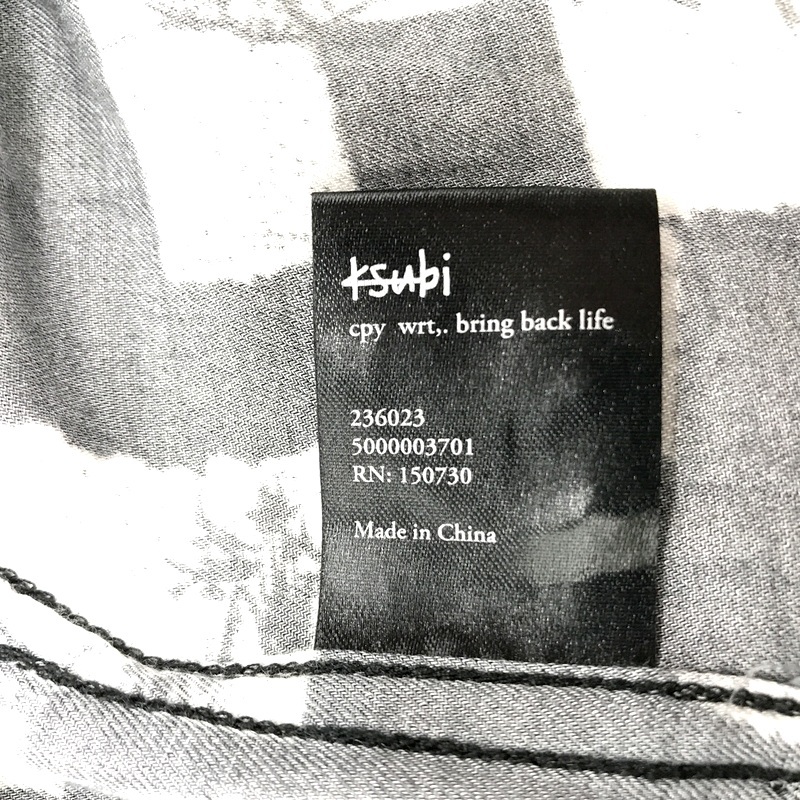 ksubi
cpy wrt,. bring back life
236023
5000003701
RN: 150730
Made in China